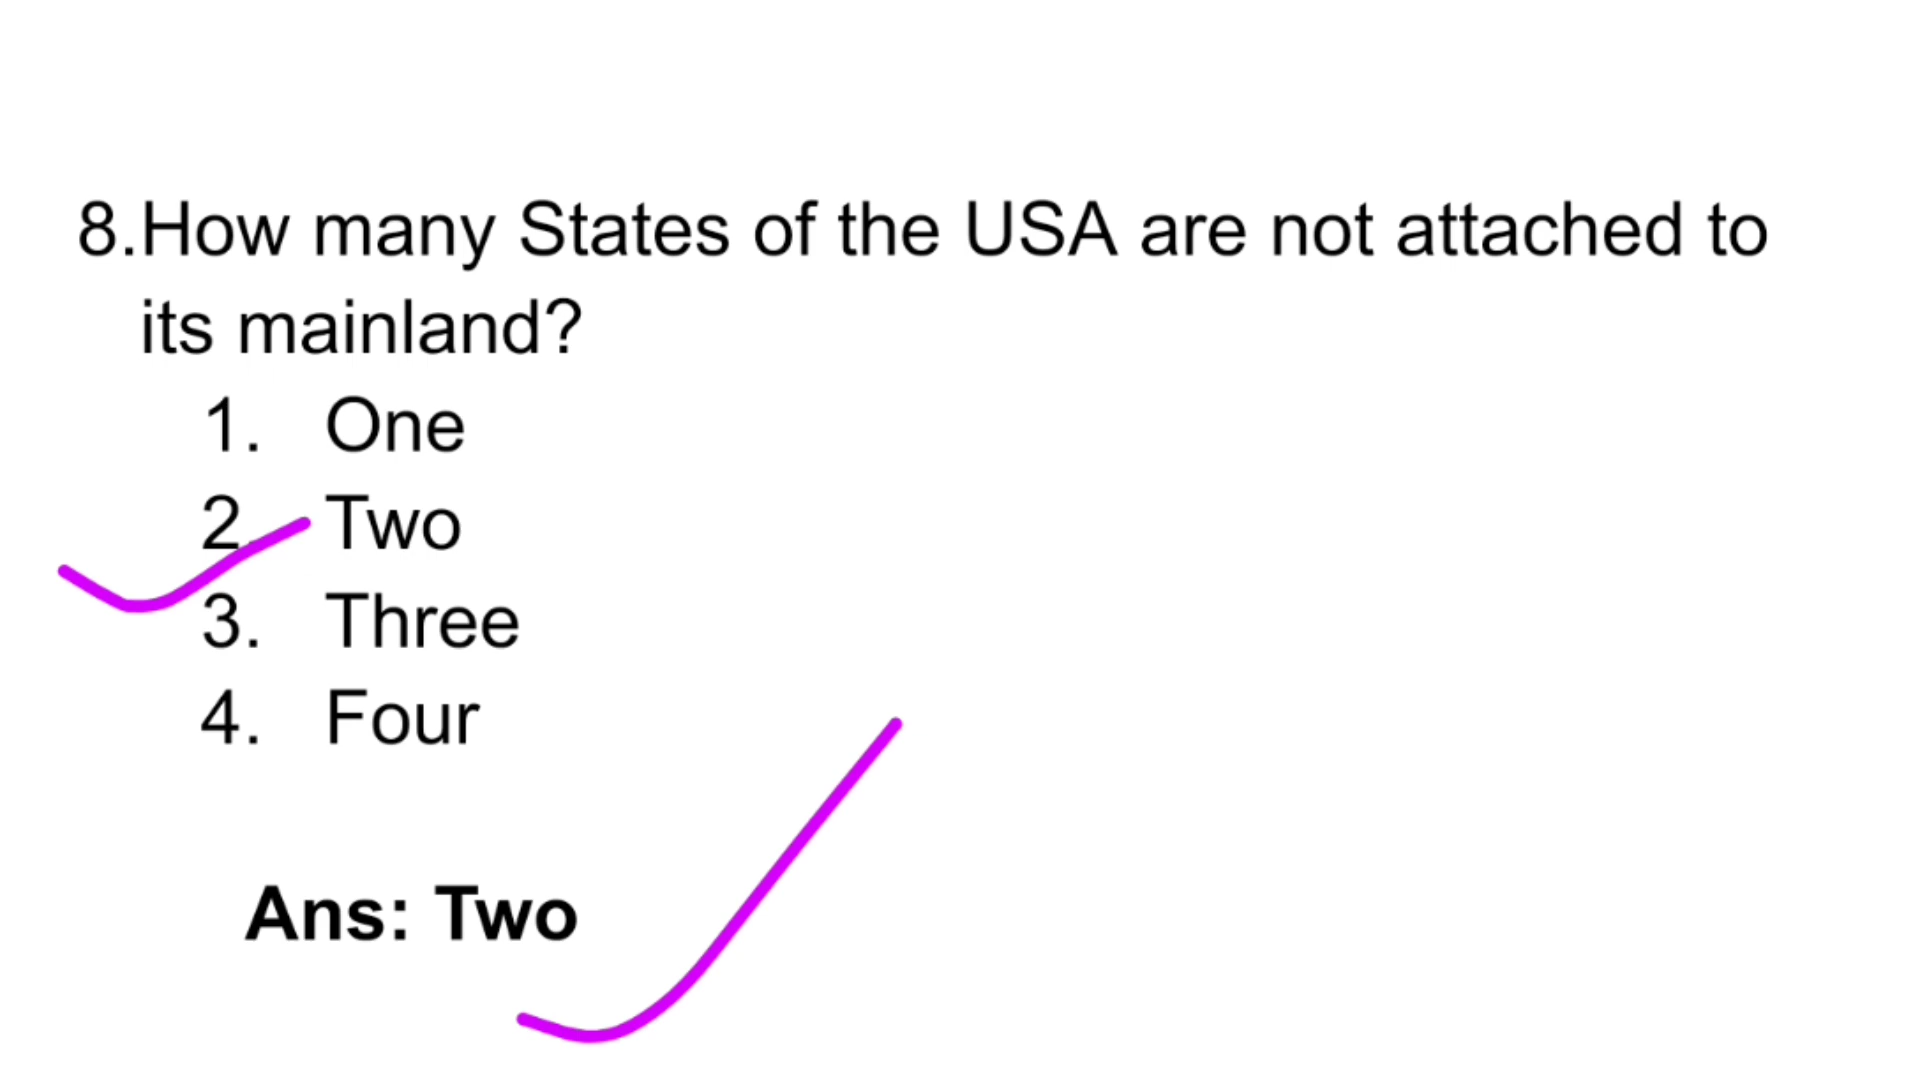 8.How many States of the USA are not attached to
its mainland?
1. One
2. Two
3. Three
4. Four
Ans: Two